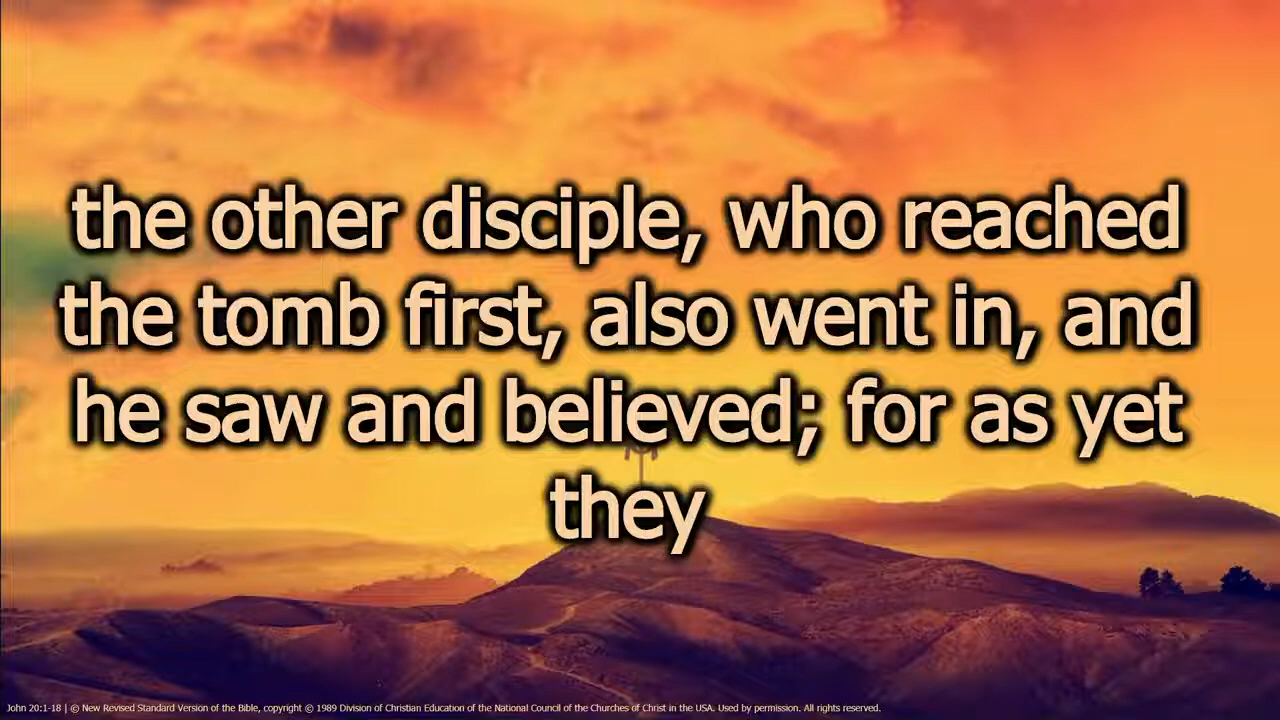 the other disciple, who reached
the tomb first, also went in, and
he saw and believed; for as yet
they
John 20:1-18 | © New Revised Standard Version of the Bible, copyright © 1989 Division of Christian Education of the National Council of the Churches of Christ in the USA. Used by permission. All rights reserved.